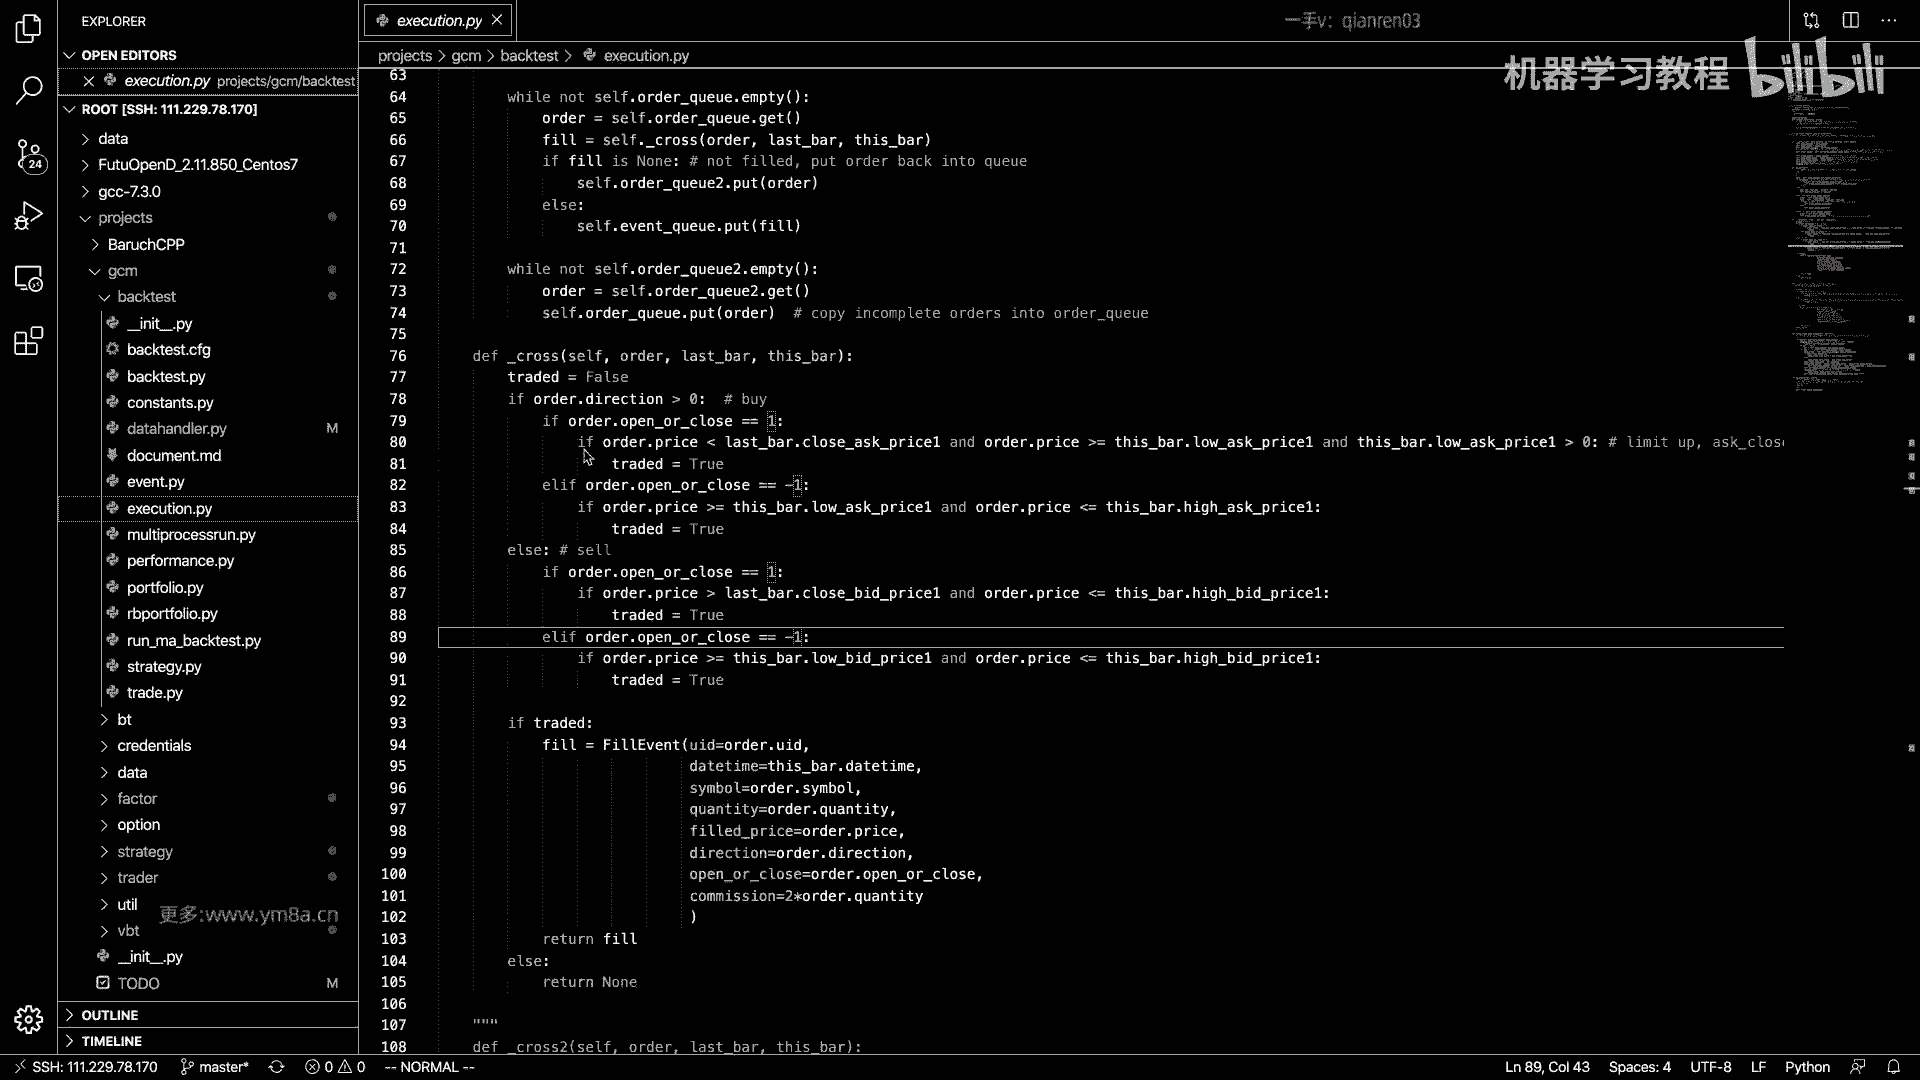 EXPLORER
OPEN EDITORS
execution.py projects/gcm/backtest
ROOT [SSH: 111.229.78.170]
data
FutuOpenD_2.11.850_Centos7
gcc-7.3.0
projects
BaruchCPP
gcm
backtest
__init__.py
backtest.cfg
backtest.py
constants.py
datahandler.py M
document.md
event.py
execution.py
multiprocessrun.py
performance.py
portfolio.py
rbportfolio.py
run_ma_backtest.py
strategy.py
trade.py
bt
credentials
data
factor
option
strategy
trader
util
更多:www.ym8a.cn
vbt
__init__.py
TODO M
OUTLINE
TIMELINE
24
execution.py
一手v: qianren03
projects > gcm > backtest > execution.py
机器学习教程 bilibili
63
64 while not self.order_queue.empty():
65 order = self.order_queue.get()
66 fill = self._cross(order, last_bar, this_bar)
67 if fill is None: # not filled, put order back into queue
68 self.order_queue2.put(order)
69 else:
70 self.event_queue.put(fill)
71
72 while not self.order_queue2.empty():
73 order = self.order_queue2.get()
74 self.order_queue.put(order)  # copy incomplete orders into order_queue
75
76 def _cross(self, order, last_bar, this_bar):
77 traded = False
78 if order.direction > 0:  # buy
79 if order.open_or_close == 1:
80 if order.price < last_bar.close_ask_price1 and order.price >= this_bar.low_ask_price1 and this_bar.low_ask_price1 > 0: # limit up, ask_close
81 traded = True
82 elif order.open_or_close == -1:
83 if order.price >= this_bar.low_ask_price1 and order.price <= this_bar.high_ask_price1:
84 traded = True
85 else: # sell
86 if order.open_or_close == 1:
87 if order.price > last_bar.close_bid_price1 and order.price <= this_bar.high_bid_price1:
88 traded = True
89 elif order.open_or_close == -1:
90 if order.price >= this_bar.low_bid_price1 and order.price <= this_bar.high_bid_price1:
91 traded = True
92
93 if traded:
94 fill = FillEvent(uid=order.uid,
95 datetime=this_bar.datetime,
96 symbol=order.symbol,
97 quantity=order.quantity,
98 filled_price=order.price,
99 direction=order.direction,
100 open_or_close=order.open_or_close,
101 commission=2*order.quantity
102 )
103 return fill
104 else:
105 return None
106
107 """
108 def _cross2(self, order, last_bar, this_bar):
SSH: 111.229.78.170 master* 0 0 -- NORMAL -- Ln 89, Col 43 Spaces: 4 UTF-8 LF Python